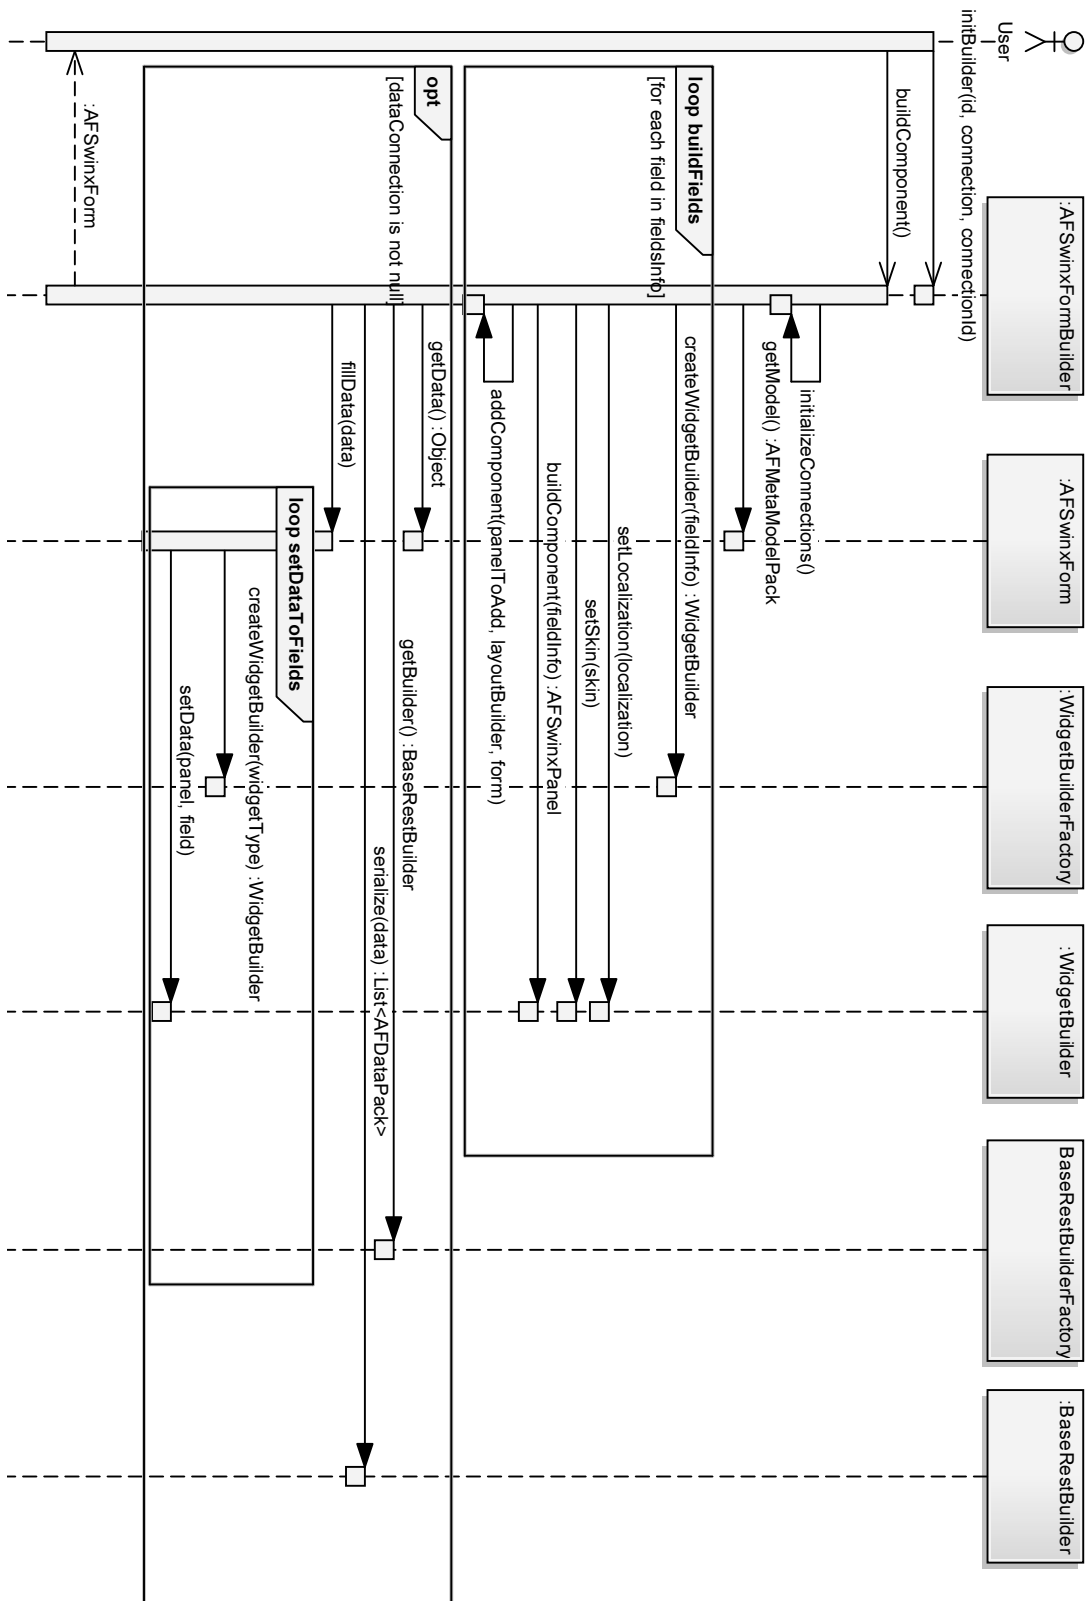 User
:AFSwinxFormBuilder
:AFSwinxForm
:WidgetBuilderFactory
:WidgetBuilder
BaseRestBuilderFactory
:BaseRestBuilder
initBuilder(id, connection, connectionId)
buildComponent()
initializeConnections()
getModel() :AFMetaModelPack
loop buildFields
[for each field in fieldsInfo]
createWidgetBuilder(fieldInfo) :WidgetBuilder
setLocalization(localization)
setSkin(skin)
buildComponent(fieldInfo) :AFSwinxPanel
addComponent(panelToAdd, layoutBuilder, form)
opt
[dataConnection is not null]
getData() :Object
getBuilder() :BaseRestBuilder
serialize(data) :List<AFDataPack>
fillData(data)
loop setDataToFields
createWidgetBuilder(widgetType) :WidgetBuilder
setData(panel, field)
:AFSwinxForm